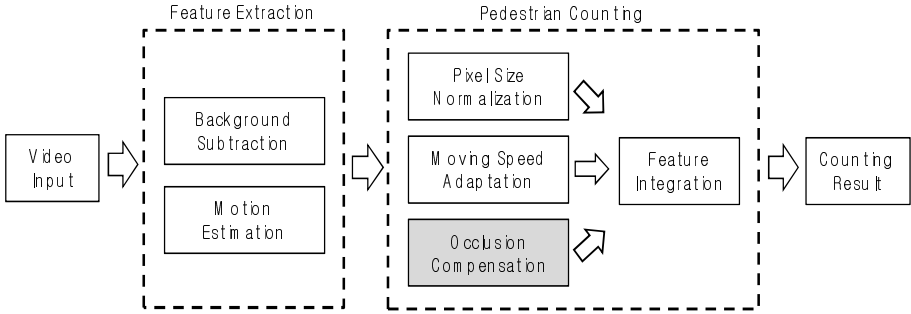 Feature Extraction
Pedestrian Counting
Video
Input
Background
Subtraction
Motion
Estimation
Pixel Size
Normalization
Moving Speed
Adaptation
Occlusion
Compensation
Feature
Integration
Counting
Result